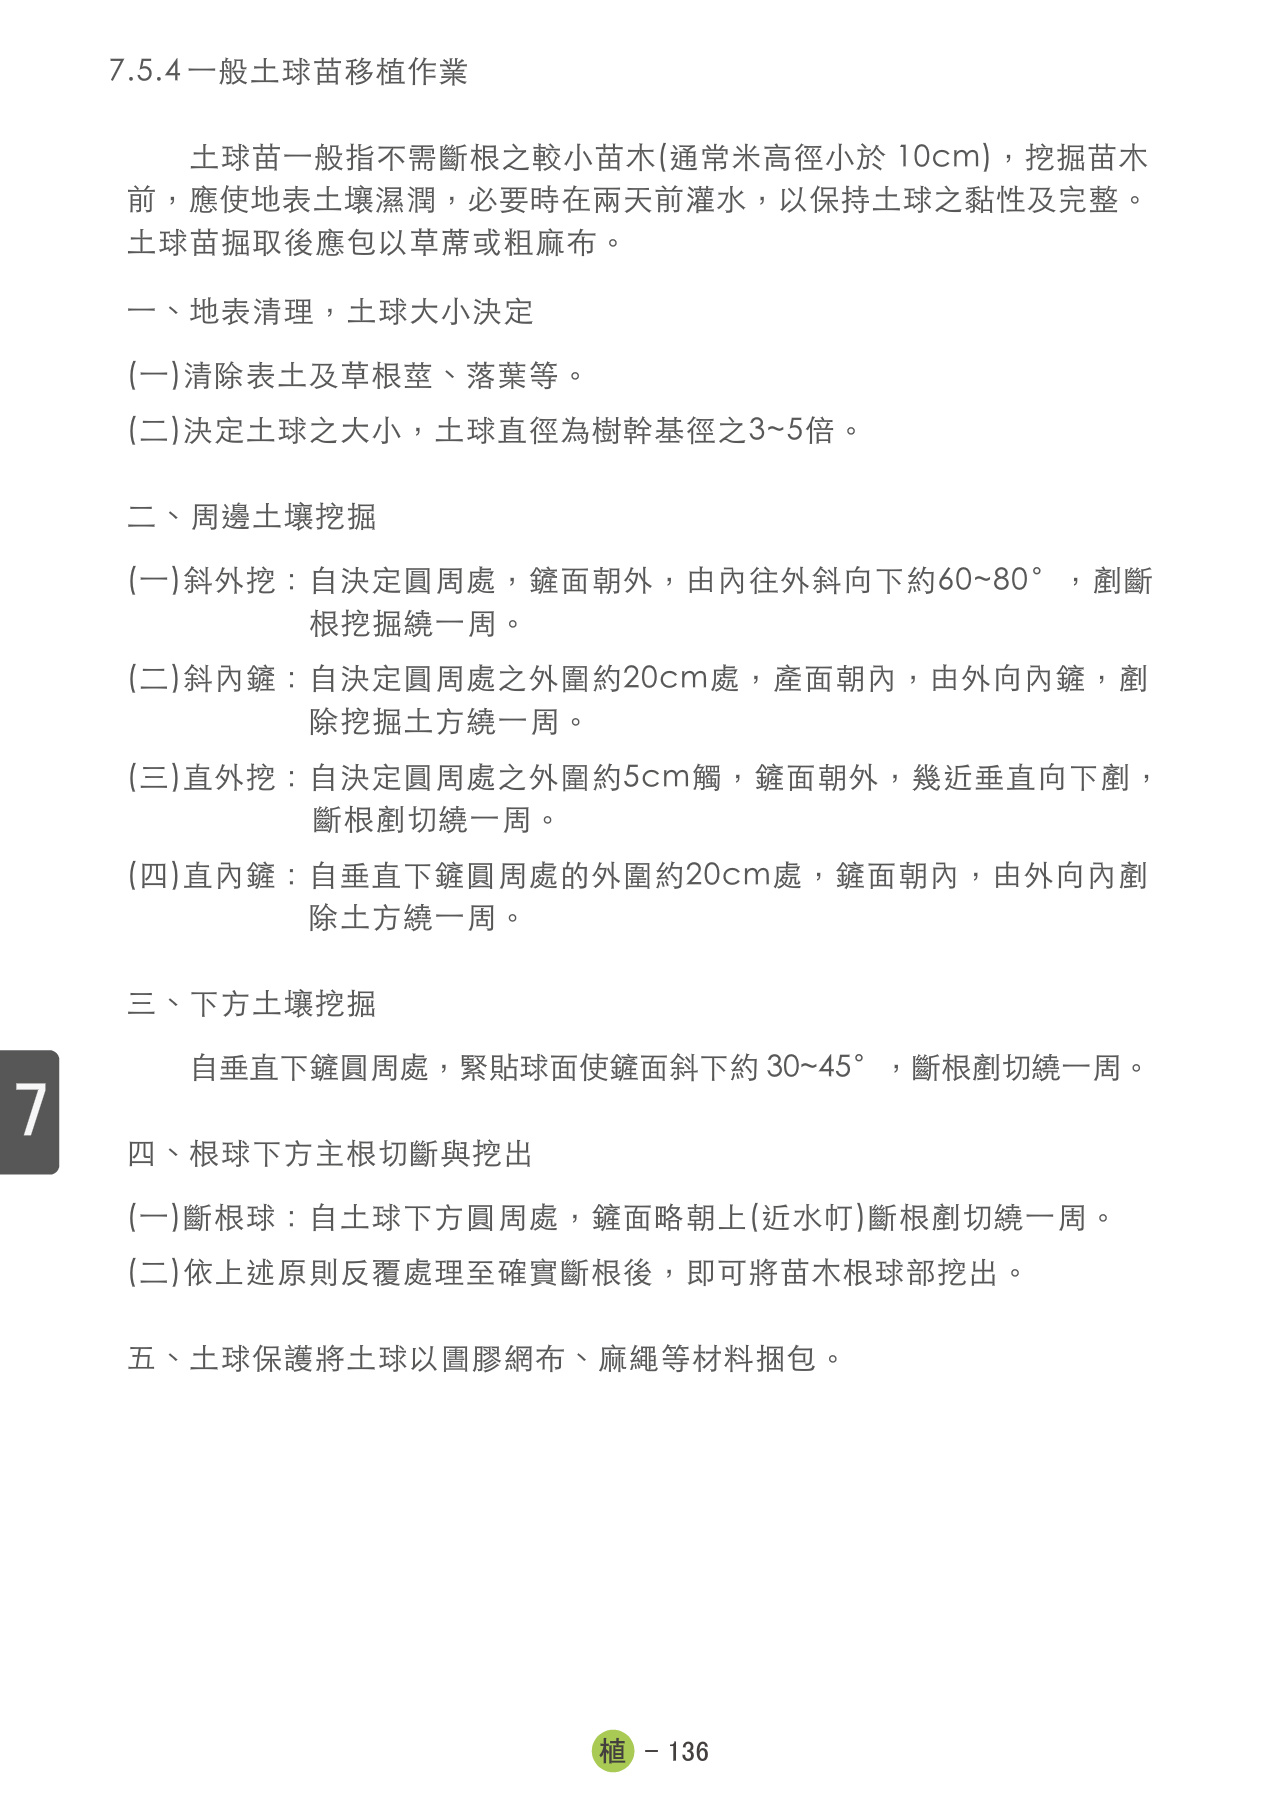 7.5.4 一般土球苗移植作業
土球苗一般指不需斷根之較小苗木(通常米高徑小於 10cm)，挖掘苗木
前，應使地表土壤濕潤，必要時在兩天前灌水，以保持土球之黏性及完整。
土球苗掘取後應包以草蓆或粗麻布。
一、地表清理，土球大小決定
(一)清除表土及草根莖、落葉等。
(二)決定土球之大小，土球直徑為樹幹基徑之3~5倍。
二、周邊土壤挖掘
(一)斜外挖：自決定圓周處，鏟面朝外，由內往外斜向下約60~80°，剷斷
根挖掘繞一周。
(二)斜內鏟：自決定圓周處之外圍約20cm處，產面朝內，由外向內鏟，剷
除挖掘土方繞一周。
(三)直外挖：自決定圓周處之外圍約5cm觸，鏟面朝外，幾近垂直向下剷，
斷根剷切繞一周。
(四)直內鏟：自垂直下鏟圓周處的外圍約20cm處，鏟面朝內，由外向內剷
除土方繞一周。
三、下方土壤挖掘
自垂直下鏟圓周處，緊貼球面使鏟面斜下約 30~45°，斷根剷切繞一周。
7
四、根球下方主根切斷與挖出
(一)斷根球：自土球下方圓周處，鏟面略朝上(近水帄)斷根剷切繞一周。
(二)依上述原則反覆處理至確實斷根後，即可將苗木根球部挖出。
五、土球保護將土球以圕膠網布、麻繩等材料捆包。
植 – 136